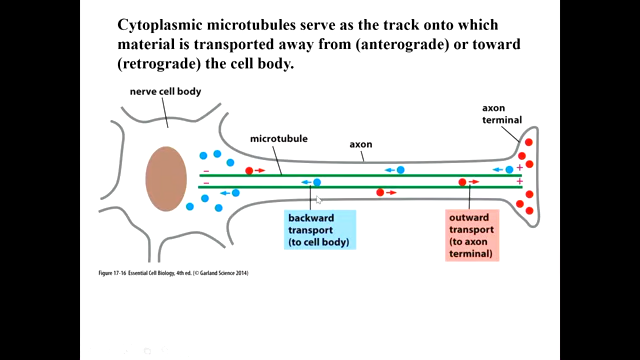 Cytoplasmic microtubules serve as the track onto which
material is transported away from (anterograde) or toward
(retrograde) the cell body.
nerve cell body
axon
terminal
microtubule
axon
–
+
–
+
backward
transport
(to cell body)
outward
transport
(to axon
terminal)
Figure 17-16 Essential Cell Biology, 4th ed. (© Garland Science 2014)